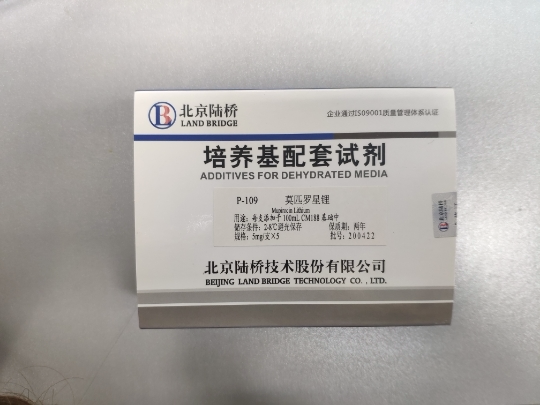 北京陆桥
LAND BRIDGE
企业通过ISO9001质量管理体系认证
培养基配套试剂
ADDITIVES FOR DEHYDRATED MEDIA
P-109 莫匹罗星锂
Mupirocin Lithium
用途：每支添加于100mL CM188基础中
储存条件：2-8℃避光保存 保质期：两年
规格：5mg/支×5 批号：200422
北京陆桥技术股份有限公司
BEIJING LAND BRIDGE TECHNOLOGY CO. , LTD.